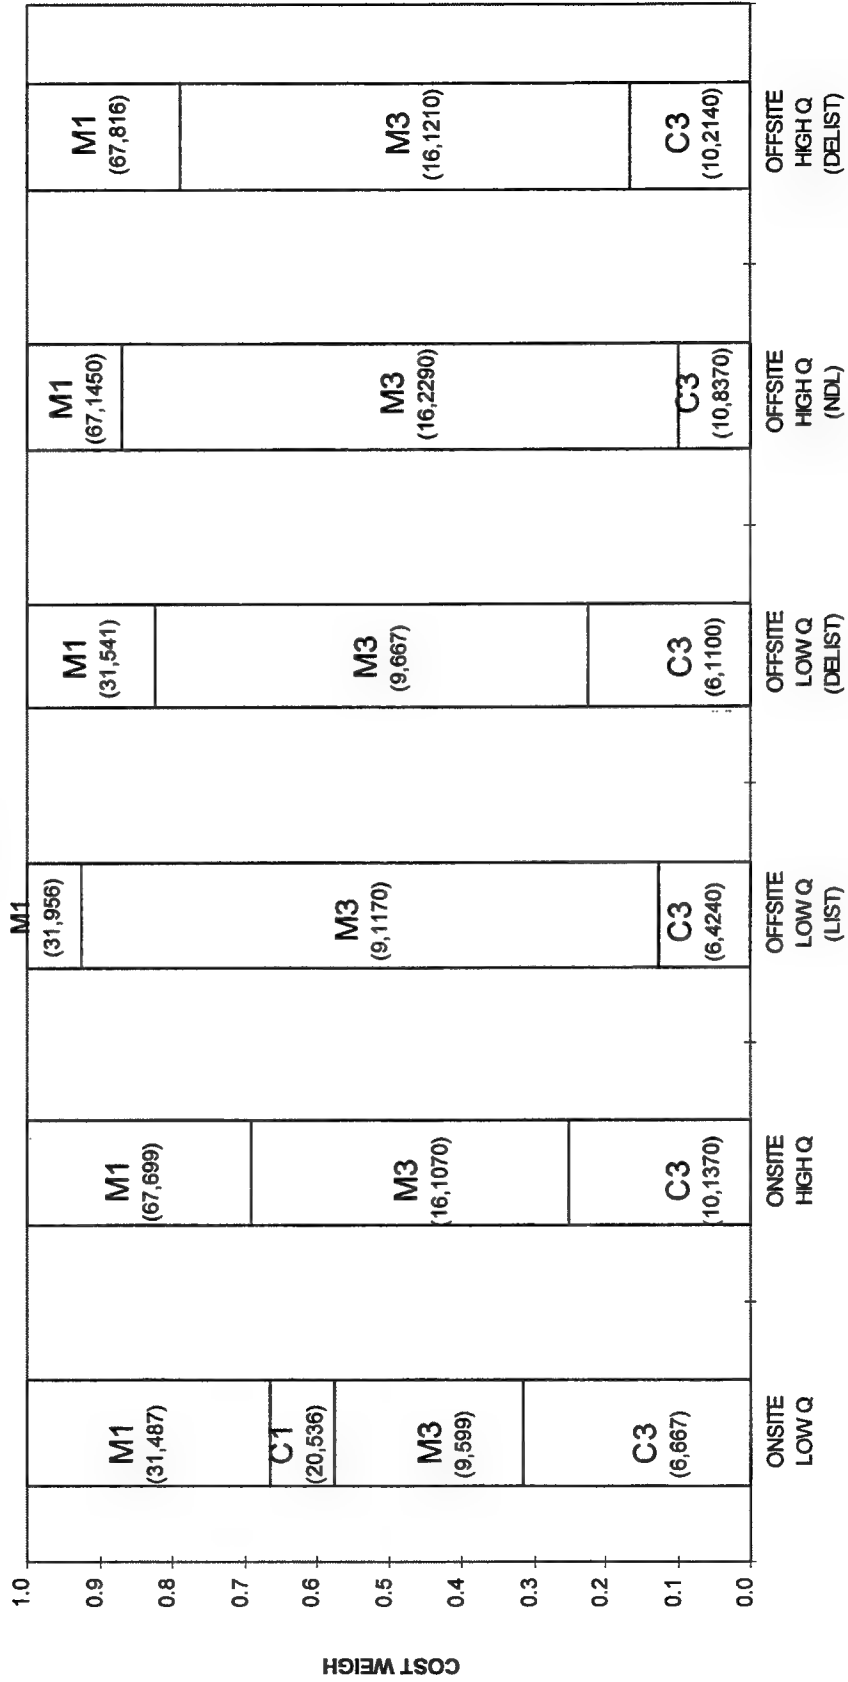 COST WEIGH
1.0
0.9
0.8
0.7
0.6
0.5
0.4
0.3
0.2
0.1
0.0
M1
(31,487)
C1
(20,536)
M3
(9,599)
C3
(6,667)
ONSITE
LOW Q
M1
(67,699)
M3
(16,1070)
C3
(10,1370)
ONSITE
HIGH Q
M1
(31,956)
M3
(9,1170)
C3
(6,4240)
OFFSITE
LOW Q
(LIST)
M1
(31,541)
M3
(9,667)
C3
(6,1100)
OFFSITE
LOW Q
(DELIST)
M1
(67,1450)
M3
(16,2290)
C3
(10,8370)
OFFSITE
HIGH Q
(NDL)
M1
(67,816)
M3
(16,1210)
C3
(10,2140)
OFFSITE
HIGH Q
(DELIST)